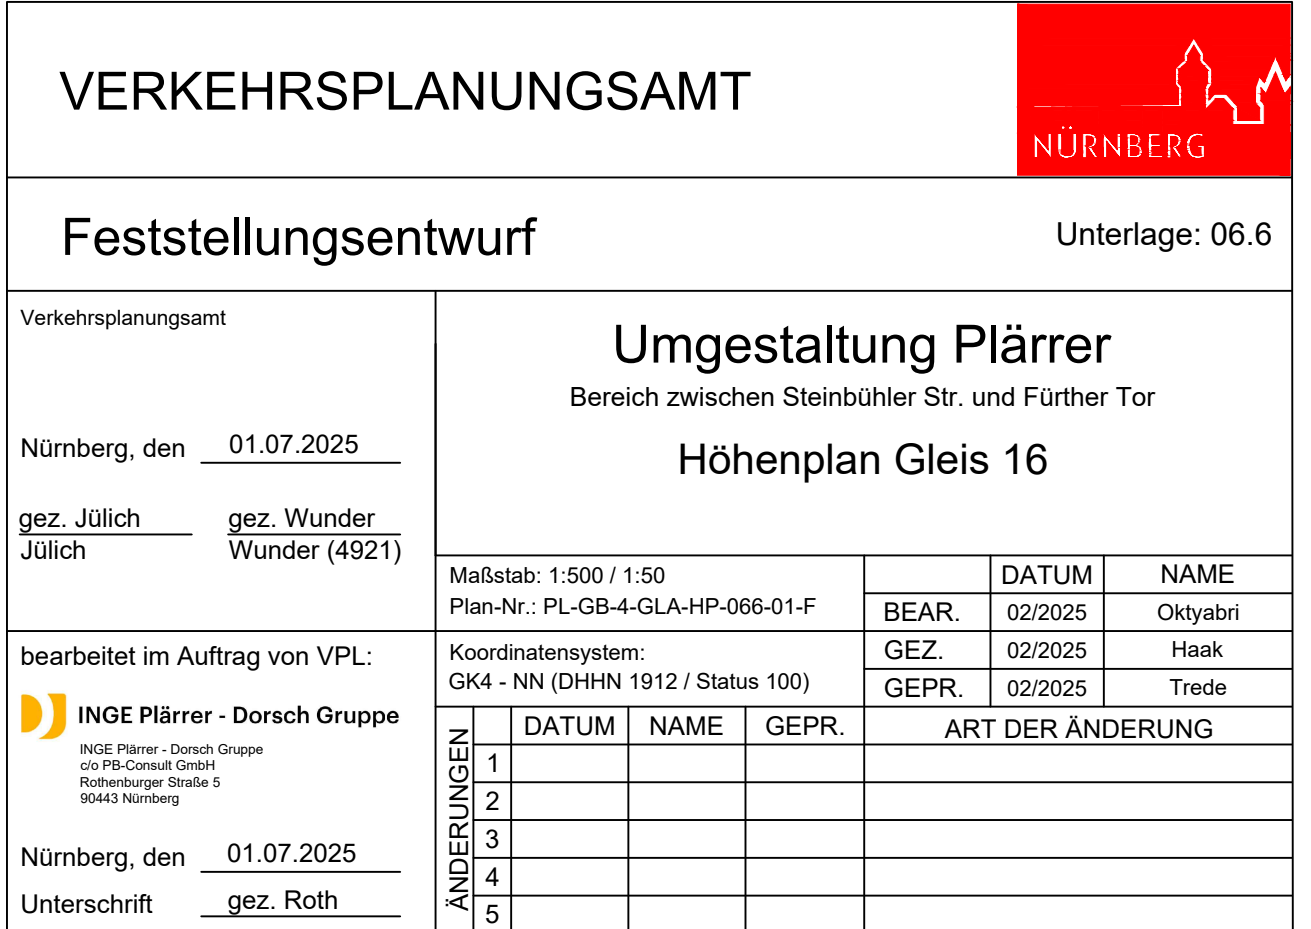 VERKEHRSPLANUNGSAMT
NÜRNBERG
Feststellungsentwurf
Unterlage: 06.6
Verkehrsplanungsamt
Nürnberg, den 01.07.2025
gez. Jülich gez. Wunder
Jülich Wunder (4921)
Umgestaltung Plärrer
Bereich zwischen Steinbühler Str. und Fürther Tor
Höhenplan Gleis 16
Maßstab: 1:500 / 1:50
Plan-Nr.: PL-GB-4-GLA-HP-066-01-F
DATUM NAME
BEAR. 02/2025 Oktyabri
GEZ. 02/2025 Haak
GEPR. 02/2025 Trede
Koordinatensystem:
GK4 - NN (DHHN 1912 / Status 100)
bearbeitet im Auftrag von VPL:
INGE Plärrer - Dorsch Gruppe
INGE Plärrer - Dorsch Gruppe
c/o PB-Consult GmbH
Rothenburger Straße 5
90443 Nürnberg
Nürnberg, den 01.07.2025
Unterschrift gez. Roth
ÄNDERUNGEN
DATUM NAME GEPR. ART DER ÄNDERUNG
1
2
3
4
5